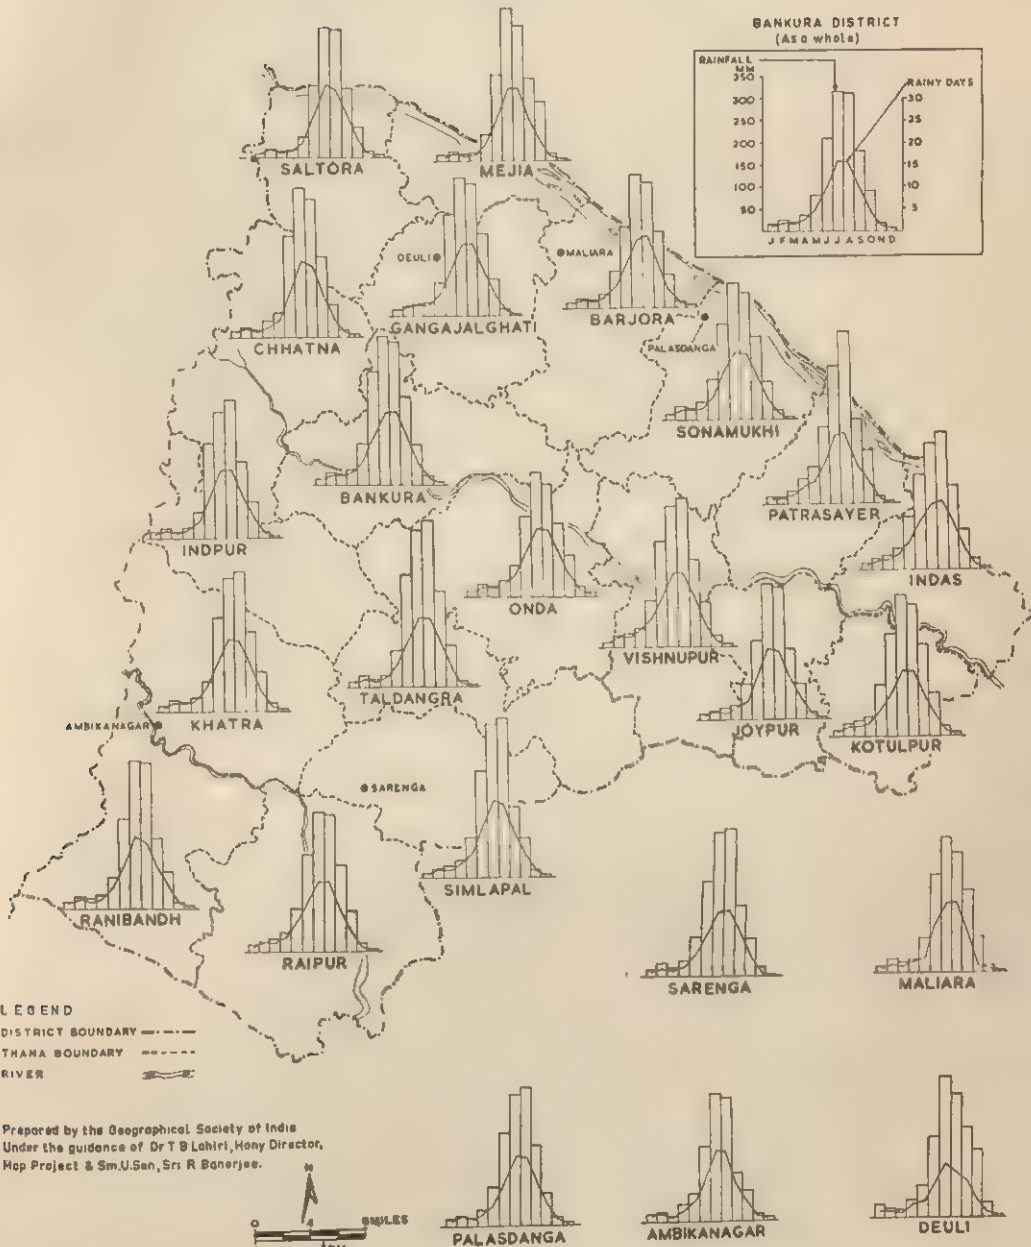 BANKURA DISTRICT
(As a whole)
RAINFALL
MM
350
300
250
200
150
100
50
RAINY DAYS
30
25
20
15
10
5
J F M A M J J A S O N D
SALTORA
MEJIA
CHHATNA
DEULI
GANGAJALGHATI
MALIARA
BARJORA
PALASDANGA
SONAMUKHI
BANKURA
PATRASAYER
INDPUR
ONDA
INDAS
VISHNUPUR
KHATRA
TALDANGRA
AMBIKANAGAR
JOYPUR
KOTULPUR
SARENGA
RANIBANDH
SIMLAPAL
RAIPUR
SARENGA
MALIARA
LEGEND
DISTRICT BOUNDARY
THANA BOUNDARY
RIVER
Prepared by the Geographical Society of India
Under the guidance of Dr T B Lahiri, Hony Director,
Map Project & Sm. U. Sen, Sri R Banerjee.
N
0 4 8 MILES
PALASDANGA
AMBIKANAGAR
DEULI